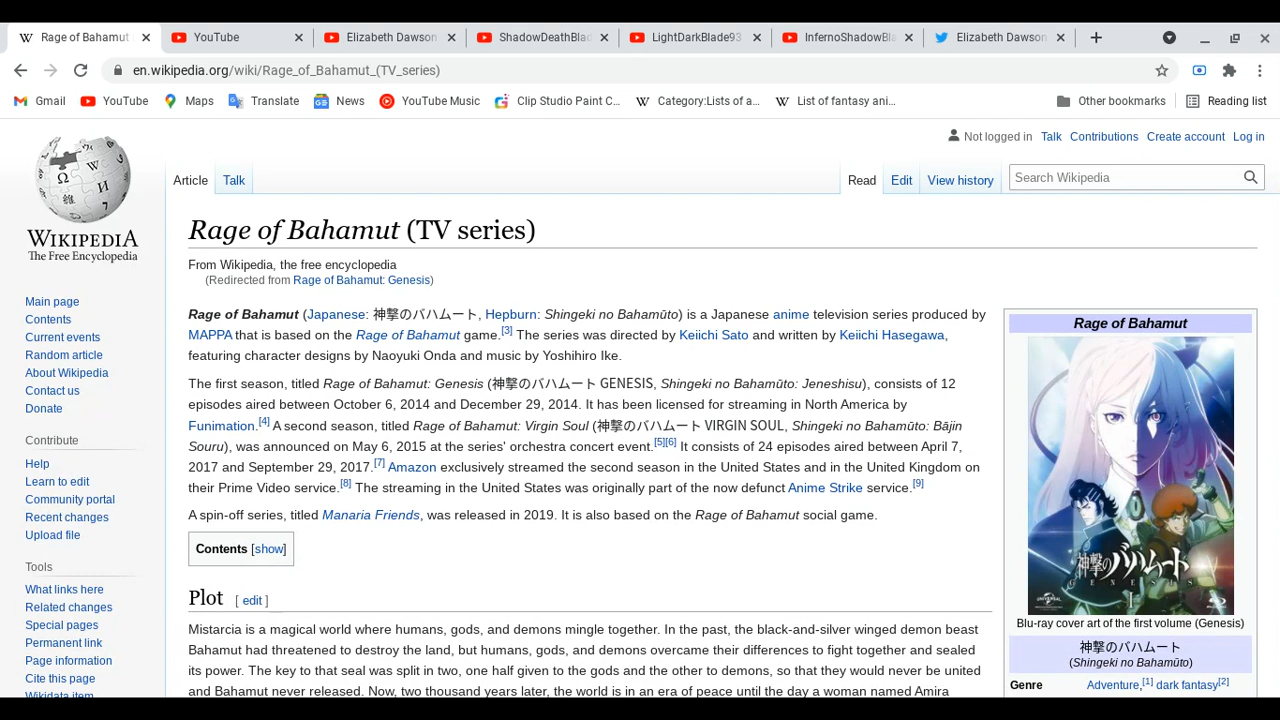 Rage of Bahamut
YouTube
Elizabeth Dawson
ShadowDeathBlad
LightDarkBlade93
InfernoShadowBla
Elizabeth Dawson
en.wikipedia.org/wiki/Rage_of_Bahamut_(TV_series)
Gmail
YouTube
Maps
Translate
News
YouTube Music
Clip Studio Paint C...
Category:Lists of a...
List of fantasy ani...
Other bookmarks
Reading list
Not logged in Talk Contributions Create account Log in
Article Talk
Read Edit View history
Search Wikipedia
WIKIPEDIA
The Free Encyclopedia
Main page
Contents
Current events
Random article
About Wikipedia
Contact us
Donate
Contribute
Help
Learn to edit
Community portal
Recent changes
Upload file
Tools
What links here
Related changes
Special pages
Permanent link
Page information
Cite this page
Wikidata item
Rage of Bahamut (TV series)
From Wikipedia, the free encyclopedia
(Redirected from Rage of Bahamut: Genesis)
Rage of Bahamut (Japanese: 神撃のバハムート, Hepburn: Shingeki no Bahamūto) is a Japanese anime television series produced by
MAPPA that is based on the Rage of Bahamut game.[3] The series was directed by Keiichi Sato and written by Keiichi Hasegawa,
featuring character designs by Naoyuki Onda and music by Yoshihiro Ike.
The first season, titled Rage of Bahamut: Genesis (神撃のバハムート GENESIS, Shingeki no Bahamūto: Jeneshisu), consists of 12
episodes aired between October 6, 2014 and December 29, 2014. It has been licensed for streaming in North America by
Funimation.[4] A second season, titled Rage of Bahamut: Virgin Soul (神撃のバハムート VIRGIN SOUL, Shingeki no Bahamūto: Bājin
Souru), was announced on May 6, 2015 at the series' orchestra concert event.[5][6] It consists of 24 episodes aired between April 7,
2017 and September 29, 2017.[7] Amazon exclusively streamed the second season in the United States and in the United Kingdom on
their Prime Video service.[8] The streaming in the United States was originally part of the now defunct Anime Strike service.[9]
A spin-off series, titled Manaria Friends, was released in 2019. It is also based on the Rage of Bahamut social game.
Contents [show]
Plot [ edit ]
Mistarcia is a magical world where humans, gods, and demons mingle together. In the past, the black-and-silver winged demon beast
Bahamut had threatened to destroy the land, but humans, gods, and demons overcame their differences to fight together and sealed
its power. The key to that seal was split in two, one half given to the gods and the other to demons, so that they would never be united
and Bahamut never released. Now, two thousand years later, the world is in an era of peace until the day a woman named Amira
Rage of Bahamut
神撃のバハムート
GENESIS
I
Blu-ray cover art of the first volume (Genesis)
神撃のバハムート
(Shingeki no Bahamūto)
Genre Adventure,[1] dark fantasy[2]